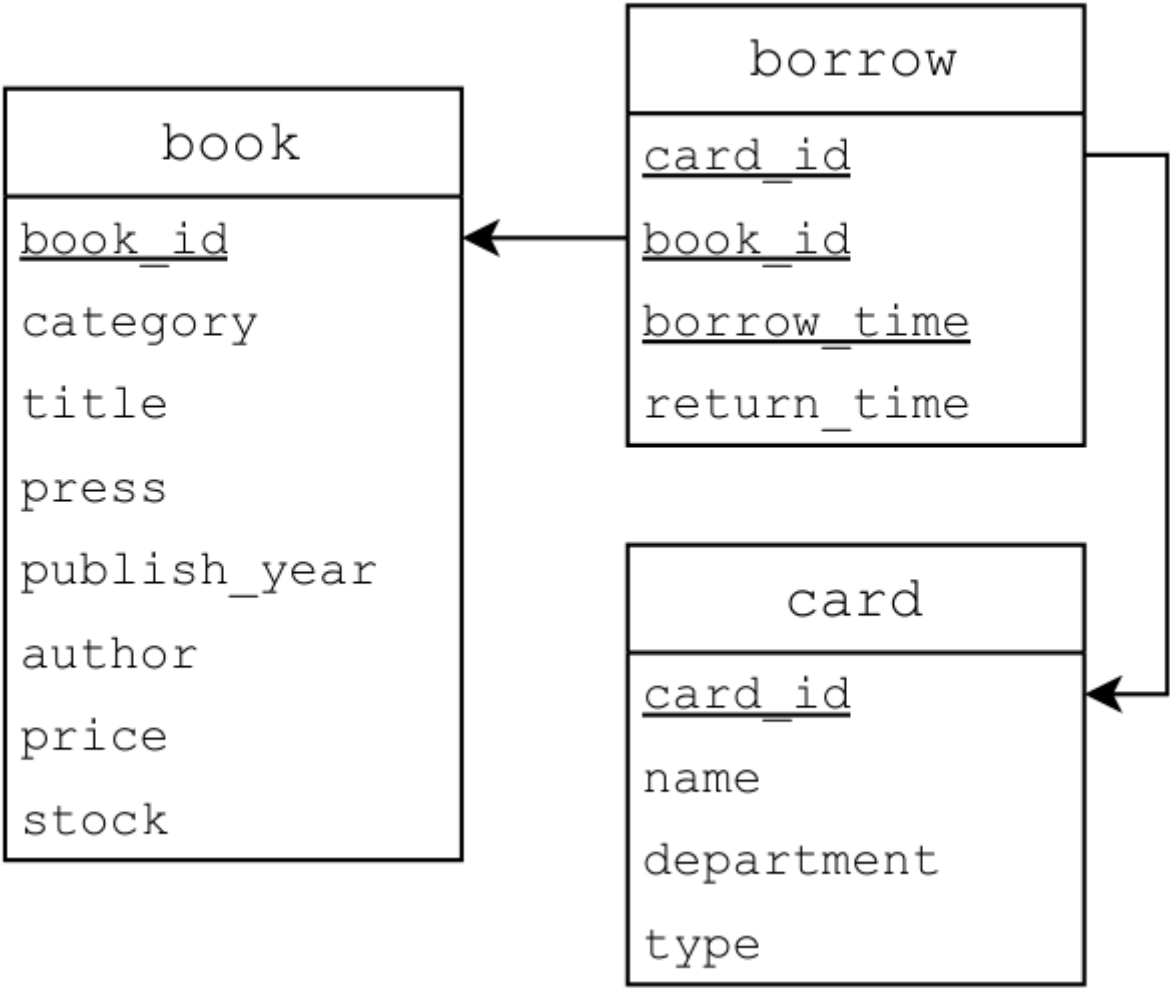 book
book_id
category
title
press
publish_year
author
price
stock
borrow
card_id
book_id
borrow_time
return_time
card
card_id
name
department
type